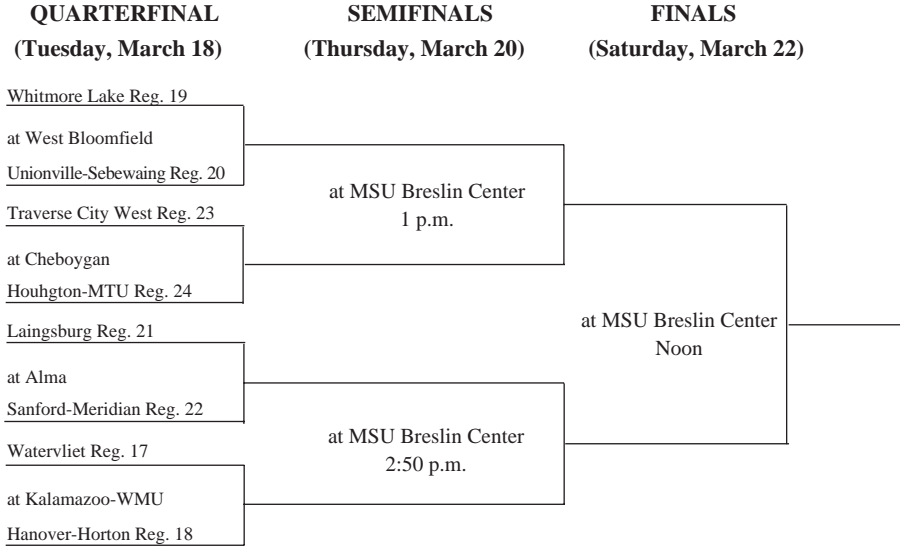 QUARTERFINAL
(Tuesday, March 18)
SEMIFINALS
(Thursday, March 20)
FINALS
(Saturday, March 22)
Whitmore Lake Reg. 19
at West Bloomfield
Unionville-Sebewaing Reg. 20
Traverse City West Reg. 23
at Cheboygan
Houhgton-MTU Reg. 24
Laingsburg Reg. 21
at Alma
Sanford-Meridian Reg. 22
Watervliet Reg. 17
at Kalamazoo-WMU
Hanover-Horton Reg. 18
at MSU Breslin Center
1 p.m.
at MSU Breslin Center
2:50 p.m.
at MSU Breslin Center
Noon